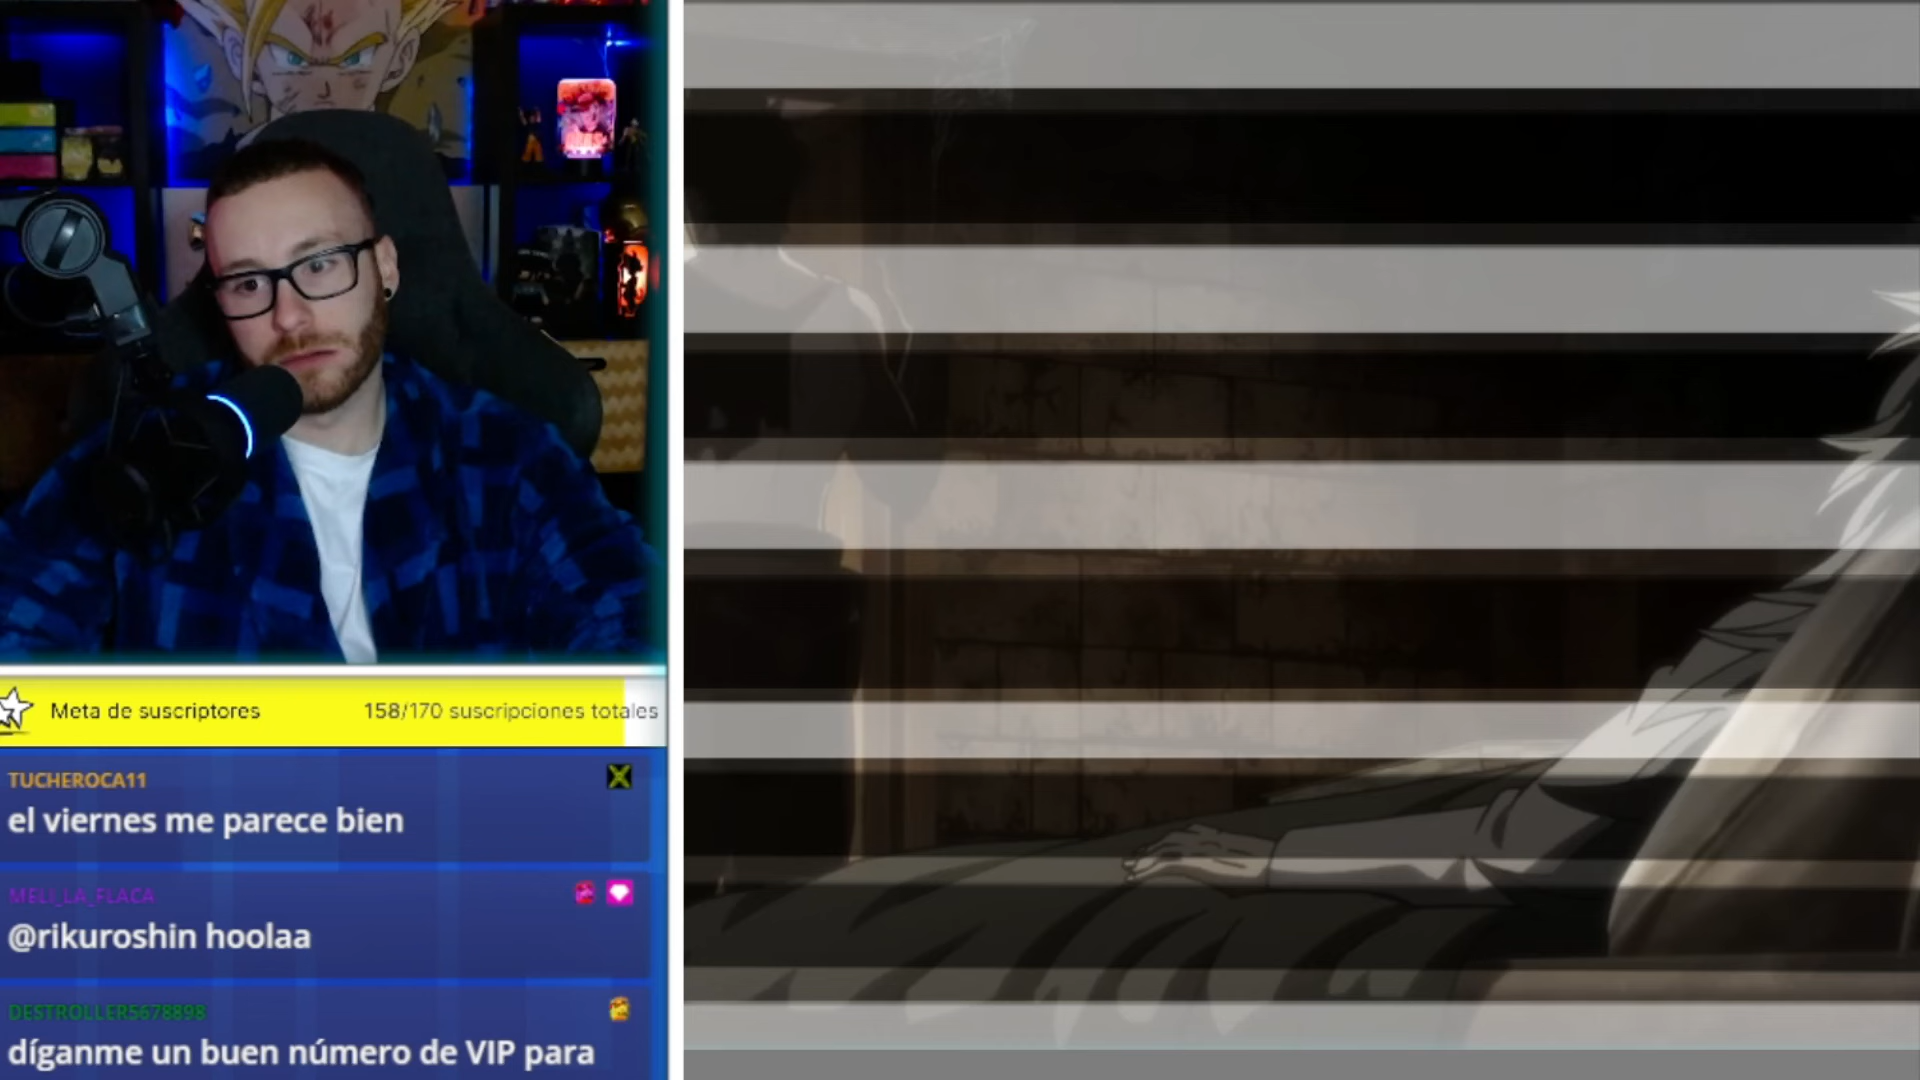 Meta de suscriptores 158/170 suscripciones totales
TUCHEROCA11
el viernes me parece bien
MELI_LA_FLACA
@rikuroshin hoolaa
DESTROLLER5678898
díganme un buen número de VIP para